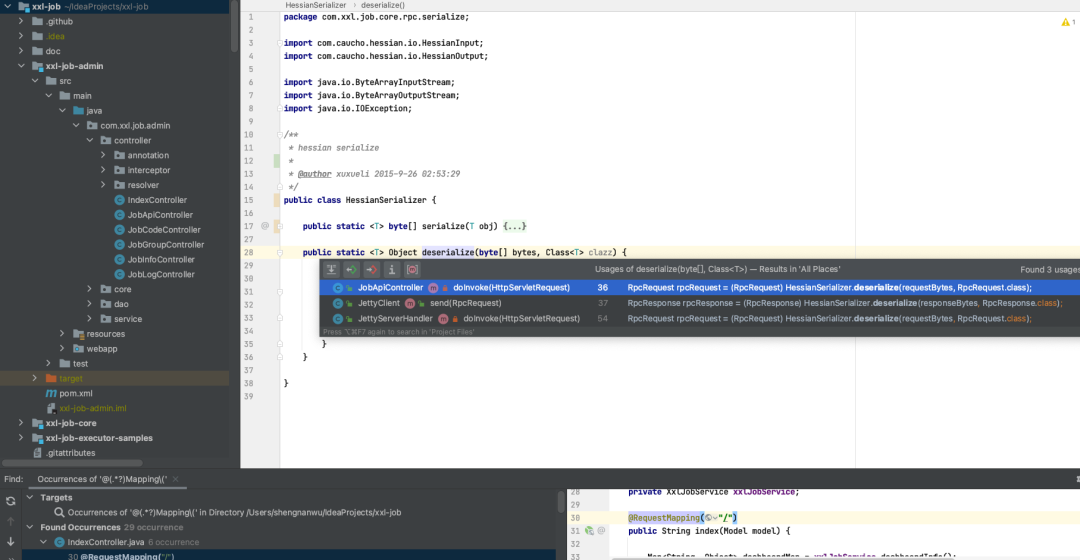 xxl-job ~/IdeaProjects/xxl-job
.github
.idea
doc
xxl-job-admin
src
main
java
com.xxl.job.admin
controller
annotation
interceptor
resolver
IndexController
JobApiController
JobCodeController
JobGroupController
JobInfoController
JobLogController
core
dao
service
resources
webapp
test
target
pom.xml
xxl-job-admin.iml
xxl-job-core
xxl-job-executor-samples
.gitattributes
HessianSerializer › deserialize()
1 package com.xxl.job.core.rpc.serialize;
2
3 import com.caucho.hessian.io.HessianInput;
4 import com.caucho.hessian.io.HessianOutput;
5
6 import java.io.ByteArrayInputStream;
7 import java.io.ByteArrayOutputStream;
8 import java.io.IOException;
9
10 /**
11 * hessian serialize
12 *
13 * @author xuxueli 2015-9-26 02:53:29
14 */
15 public class HessianSerializer {
16
17 @ public static <T> byte[] serialize(T obj) {...}
27
28 public static <T> Object deserialize(byte[] bytes, Class<T> clazz) {
29
30
31
32
33
34
35 }
36 }
37
38 }
39
1
Usages of deserialize(byte[], Class<T>) — Results in 'All Places' Found 3 usages
JobApiController doInvoke(HttpServletRequest) 36 RpcRequest rpcRequest = (RpcRequest) HessianSerializer.deserialize(requestBytes, RpcRequest.class);
JettyClient send(RpcRequest) 37 RpcResponse rpcResponse = (RpcResponse) HessianSerializer.deserialize(responseBytes, RpcResponse.class);
JettyServerHandler doInvoke(HttpServletRequest) 54 RpcRequest rpcRequest = (RpcRequest) HessianSerializer.deserialize(requestBytes, RpcRequest.class);
Press ⌥⌘F7 again to search in 'Project Files'
Find: Occurrences of '@(.*?)Mapping\('
Targets
Occurrences of '@(.*?)Mapping\(' in Directory /Users/shengnanwu/IdeaProjects/xxl-job
Found Occurrences 29 occurrence
IndexController.java 6 occurrence
30 @RequestMapping("/")
28 private XxlJobService xxlJobService;
29
30 @RequestMapping("/")
31 @ public String index(Model model) {
32
33 Map<String, Object> dashboardMap = xxlJobService.dashboardInfo();